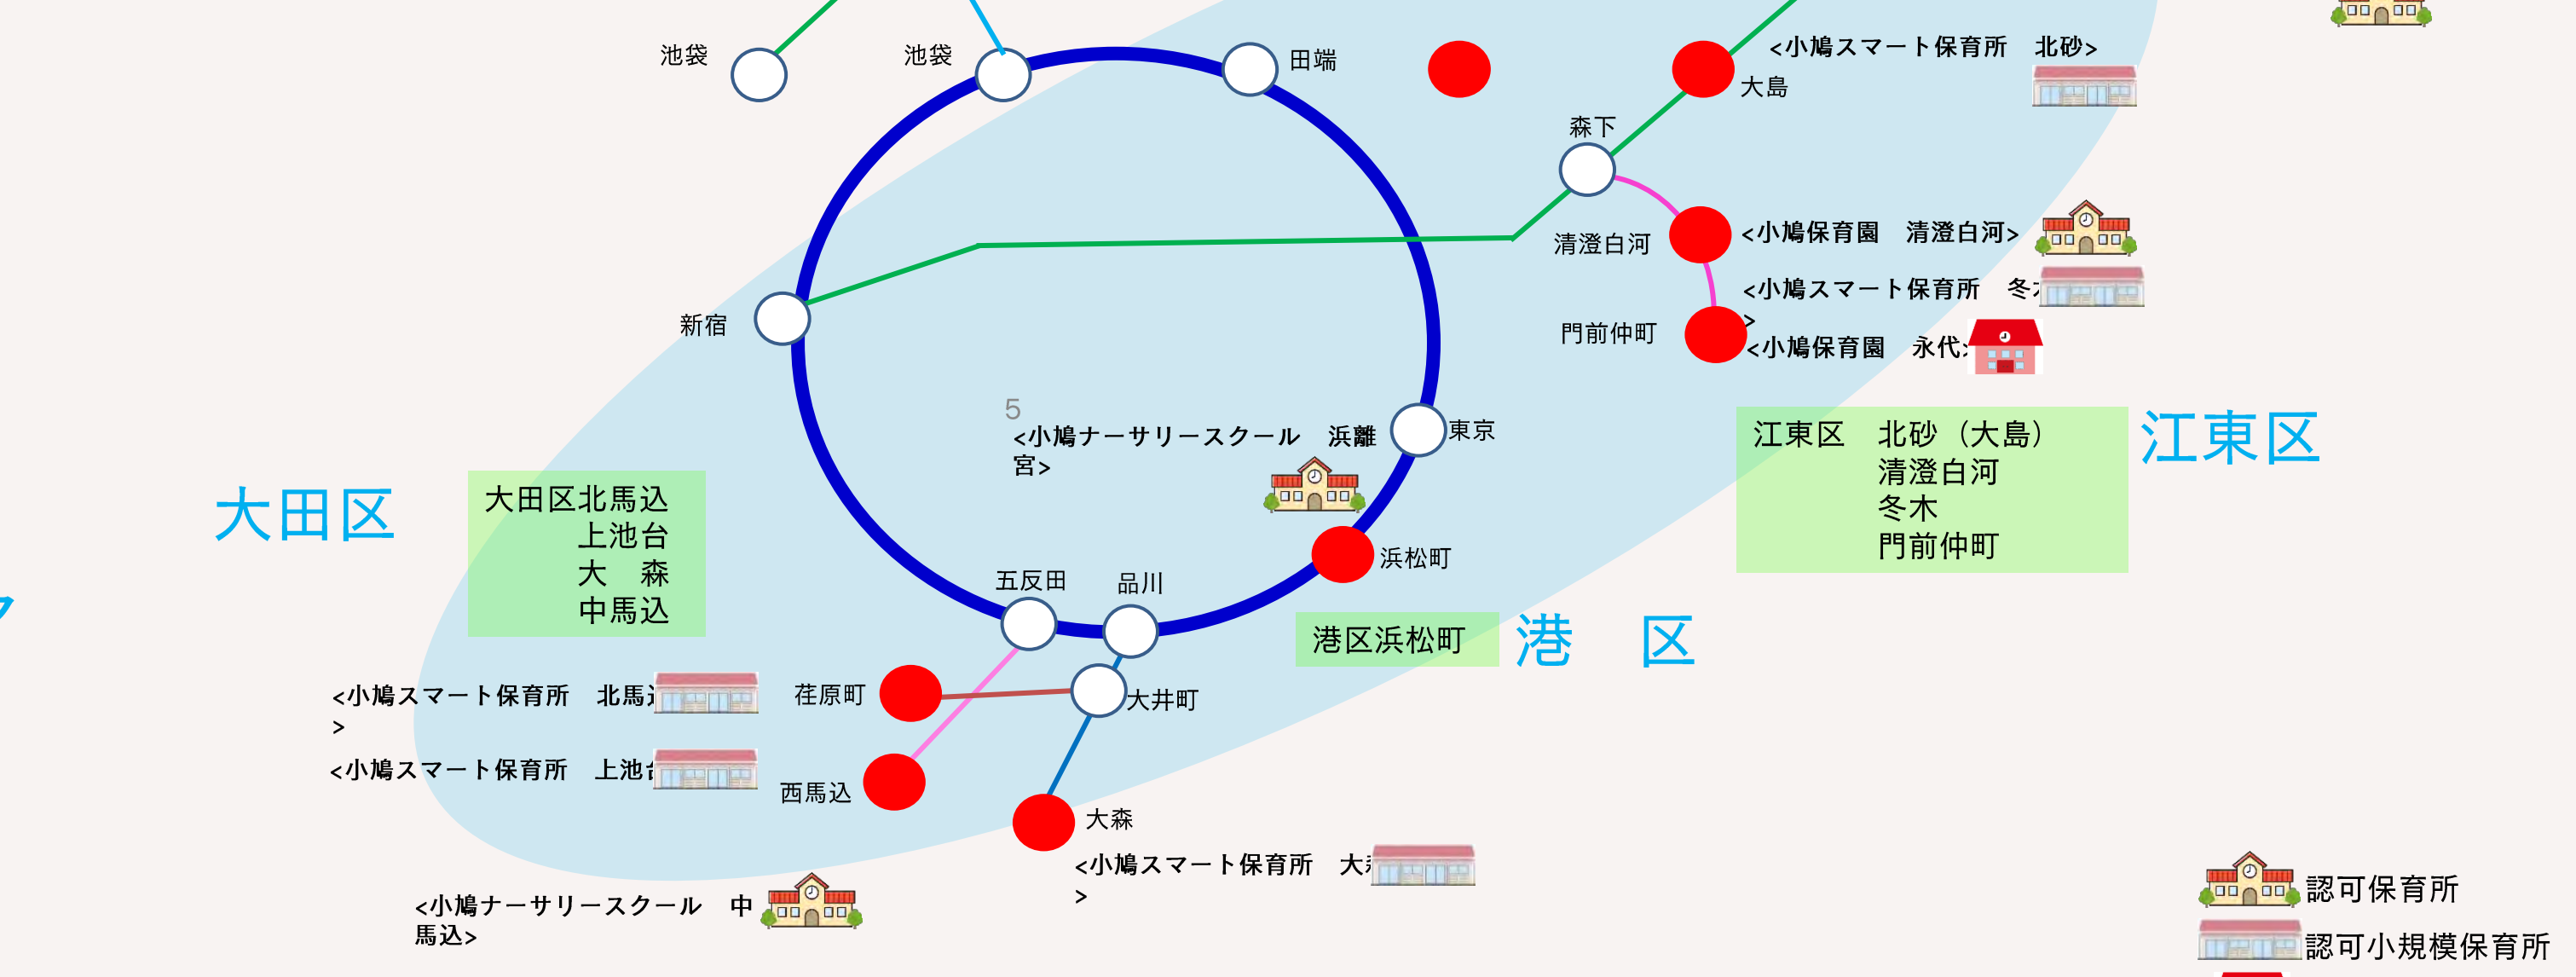 池袋
池袋
田端
<小鳩スマート保育所　北砂>
大島
森下
清澄白河
<小鳩保育園　清澄白河>
<小鳩スマート保育所
>
新宿
門前仲町
<小鳩保育園　永代>
5
<小鳩ナーサリースクール　浜離
宮>
東京
江東区　北砂（大島）
清澄白河
冬木
門前仲町
江東区
大田区
大田区北馬込
上池台
大　森
中馬込
浜松町
五反田
品川
港区浜松町
港　区
<小鳩スマート保育所　北馬
>
荏原町
大井町
<小鳩スマート保育所　上池
西馬込
大森
<小鳩スマート保育所　大
>
<小鳩ナーサリースクール　中
馬込>
認可保育所
認可小規模保育所